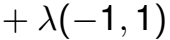 + λ(−1, 1)